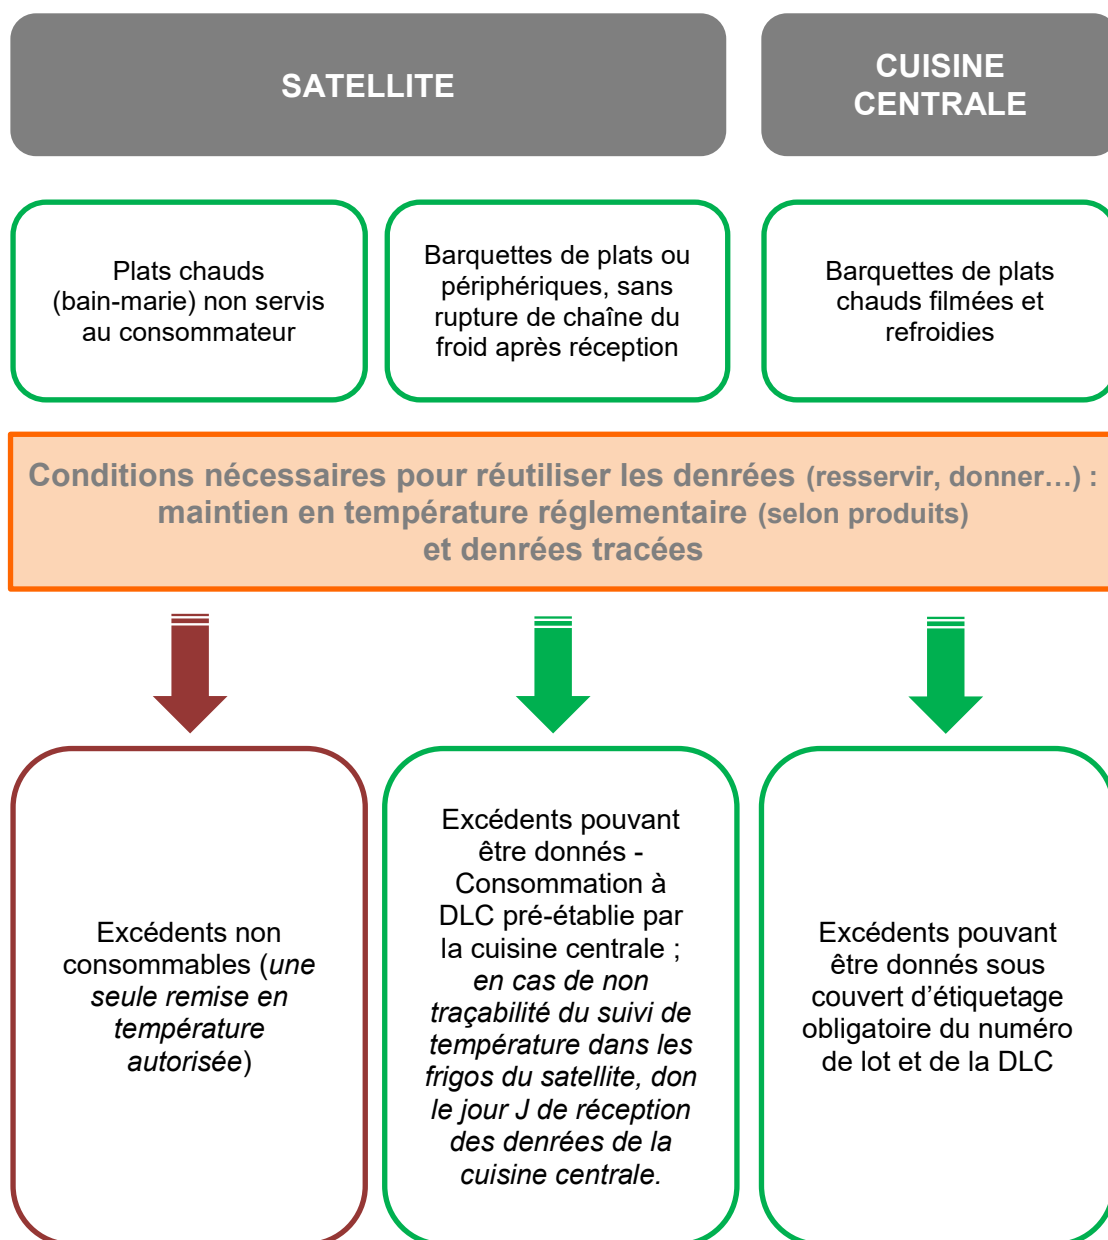 SATELLITE
CUISINE
CENTRALE
Plats chauds
(bain-marie) non servis
au consommateur
Barquettes de plats ou
périphériques, sans
rupture de chaîne du
froid après réception
Barquettes de plats
chauds filmées et
refroidies
Conditions nécessaires pour réutiliser les denrées (resservir, donner…) :
maintien en température réglementaire (selon produits)
et denrées tracées
Excédents non
consommables (une
seule remise en
température
autorisée)
Excédents pouvant
être donnés -
Consommation à
DLC pré-établie par
la cuisine centrale ;
en cas de non
traçabilité du suivi de
température dans les
frigos du satellite, don
le jour J de réception
des denrées de la
cuisine centrale.
Excédents pouvant
être donnés sous
couvert d’étiquetage
obligatoire du numéro
de lot et de la DLC